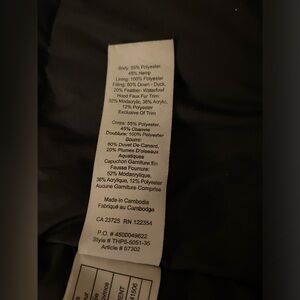 Body: 55% Polyester,
45% Hemp
Lining: 100% Polyester
Filling: 80% Down - Duck,
20% Feather - Waterfowl
Hood Faux Fur Trim:
52% Modacrylic, 36% Acrylic,
12% Polyester
Exclusive Of Trim
Corps: 55% Polyester,
45% Chanvre
Doublure: 100% Polyester
Bourre:
80% Duvet De Canard,
20% Plumes D'oiseaux
Aquatiques
Capuchon Garniture En
Fausse Fourrure:
52% Modacrylique,
36% Acrylique, 12% Polyester
Aucune Garniture Comprise
Made in Cambodia
Fabriqué au Cambodge
CA 23725 RN 122354
P.O. # 4500049622
Style # THP5-5051-35
Article # 57302